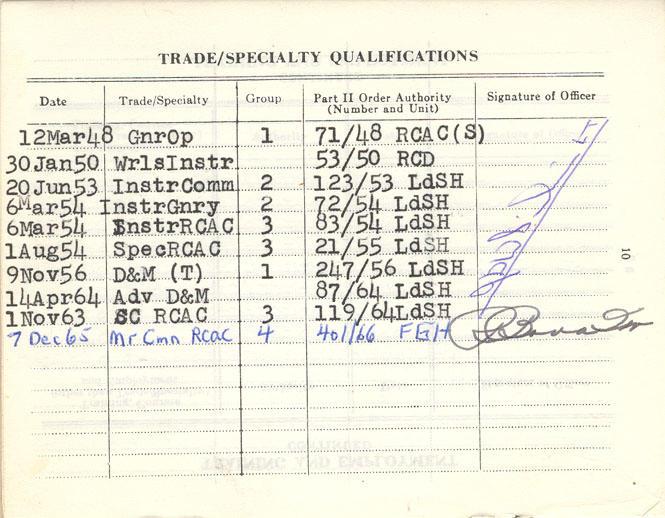 TRADE/SPECIALTY QUALIFICATIONS
Date Trade/Specialty Group Part II Order Authority (Number and Unit) Signature of Officer
12Mar48 GnrOp 1 71/48 RCAC(S)
30Jan50 WrlsInstr 53/50 RCD
20Jun53 InstrComm 2 123/53 LdSH
6Mar54 InstrGnry 2 72/54 LdSH
6Mar54 InstrRCAC 3 83/54 LdSH
1Aug54 SpecRCAC 3 21/55 LdSH
9Nov56 D&M (T) 1 247/56 LdSH
14Apr64 Adv D&M 87/64 LdSH
1Nov63 SC RCAC 3 119/64LdSH
7 Dec 65 Mr Cmn Rcac 4 401/66 FGH
10